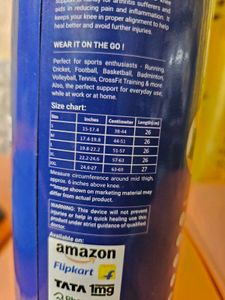 support to knee for arthritis sufferers and
aids in reducing pain and inflammation. It
keeps your knee in proper alignment to help
heal better and avoid further injuries.
WEAR IT ON THE GO !
Perfect for sports enthusiasts - Running
Cricket, Football, Basketball, Badminton,
Volleyball, Tennis, CrossFit Training & more.
Also, the perfect support for everyday use,
while at work or at home.
Size chart:
Inches Centimeter Length(cm)
S 15-17.4 38-44 26
M 17.4-19.8 44-51 26
L 19.8-22.2 51-57 26
XL 22.2-24.6 57-63 26
XXL 24.6-27 63-69 27
Measure circumference around mid thigh,
approx. 6 inches above knee.
**Image shown on marketing material may
differ from actual product.
WARNING: This device will not prevent
injuries or help in quick healing use this
product under strict guidance of qualified
doctor.
Available on:
amazon
Flipkart
TATA 1mg